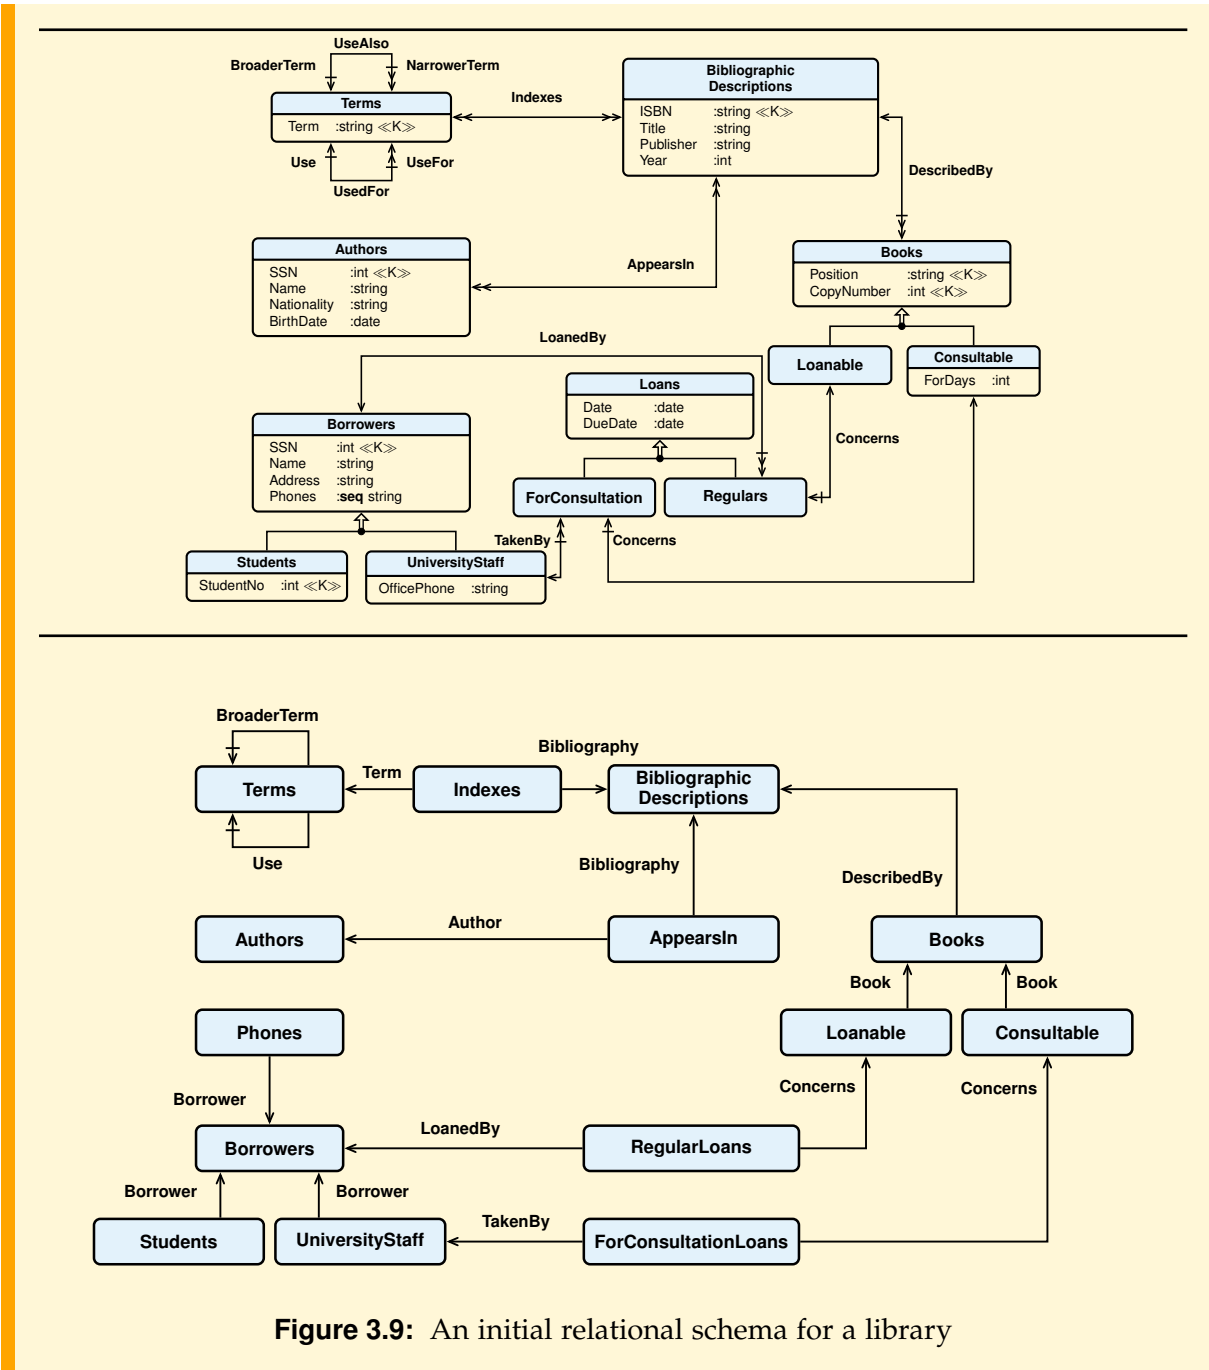 UseAlso
BroaderTerm
NarrowerTerm
Terms
Term :string ≪K≫
Use
UseFor
UsedFor
Indexes
Bibliographic
Descriptions
ISBN :string ≪K≫
Title :string
Publisher :string
Year :int
DescribedBy
Authors
SSN :int ≪K≫
Name :string
Nationality :string
BirthDate :date
AppearsIn
Books
Position :string ≪K≫
CopyNumber :int ≪K≫
LoanedBy
Loanable
Consultable
ForDays :int
Loans
Date :date
DueDate :date
Concerns
Borrowers
SSN :int ≪K≫
Name :string
Address :string
Phones :seq string
ForConsultation
Regulars
TakenBy
Concerns
Students
StudentNo :int ≪K≫
UniversityStaff
OfficePhone :string
BroaderTerm
Bibliography
Terms
Term
Indexes
Bibliographic
Descriptions
Use
Bibliography
DescribedBy
Authors
Author
AppearsIn
Books
Book
Book
Phones
Loanable
Consultable
Borrower
Concerns
Concerns
Borrowers
LoanedBy
RegularLoans
Borrower
Borrower
Students
UniversityStaff
TakenBy
ForConsultationLoans
Figure 3.9: An initial relational schema for a library